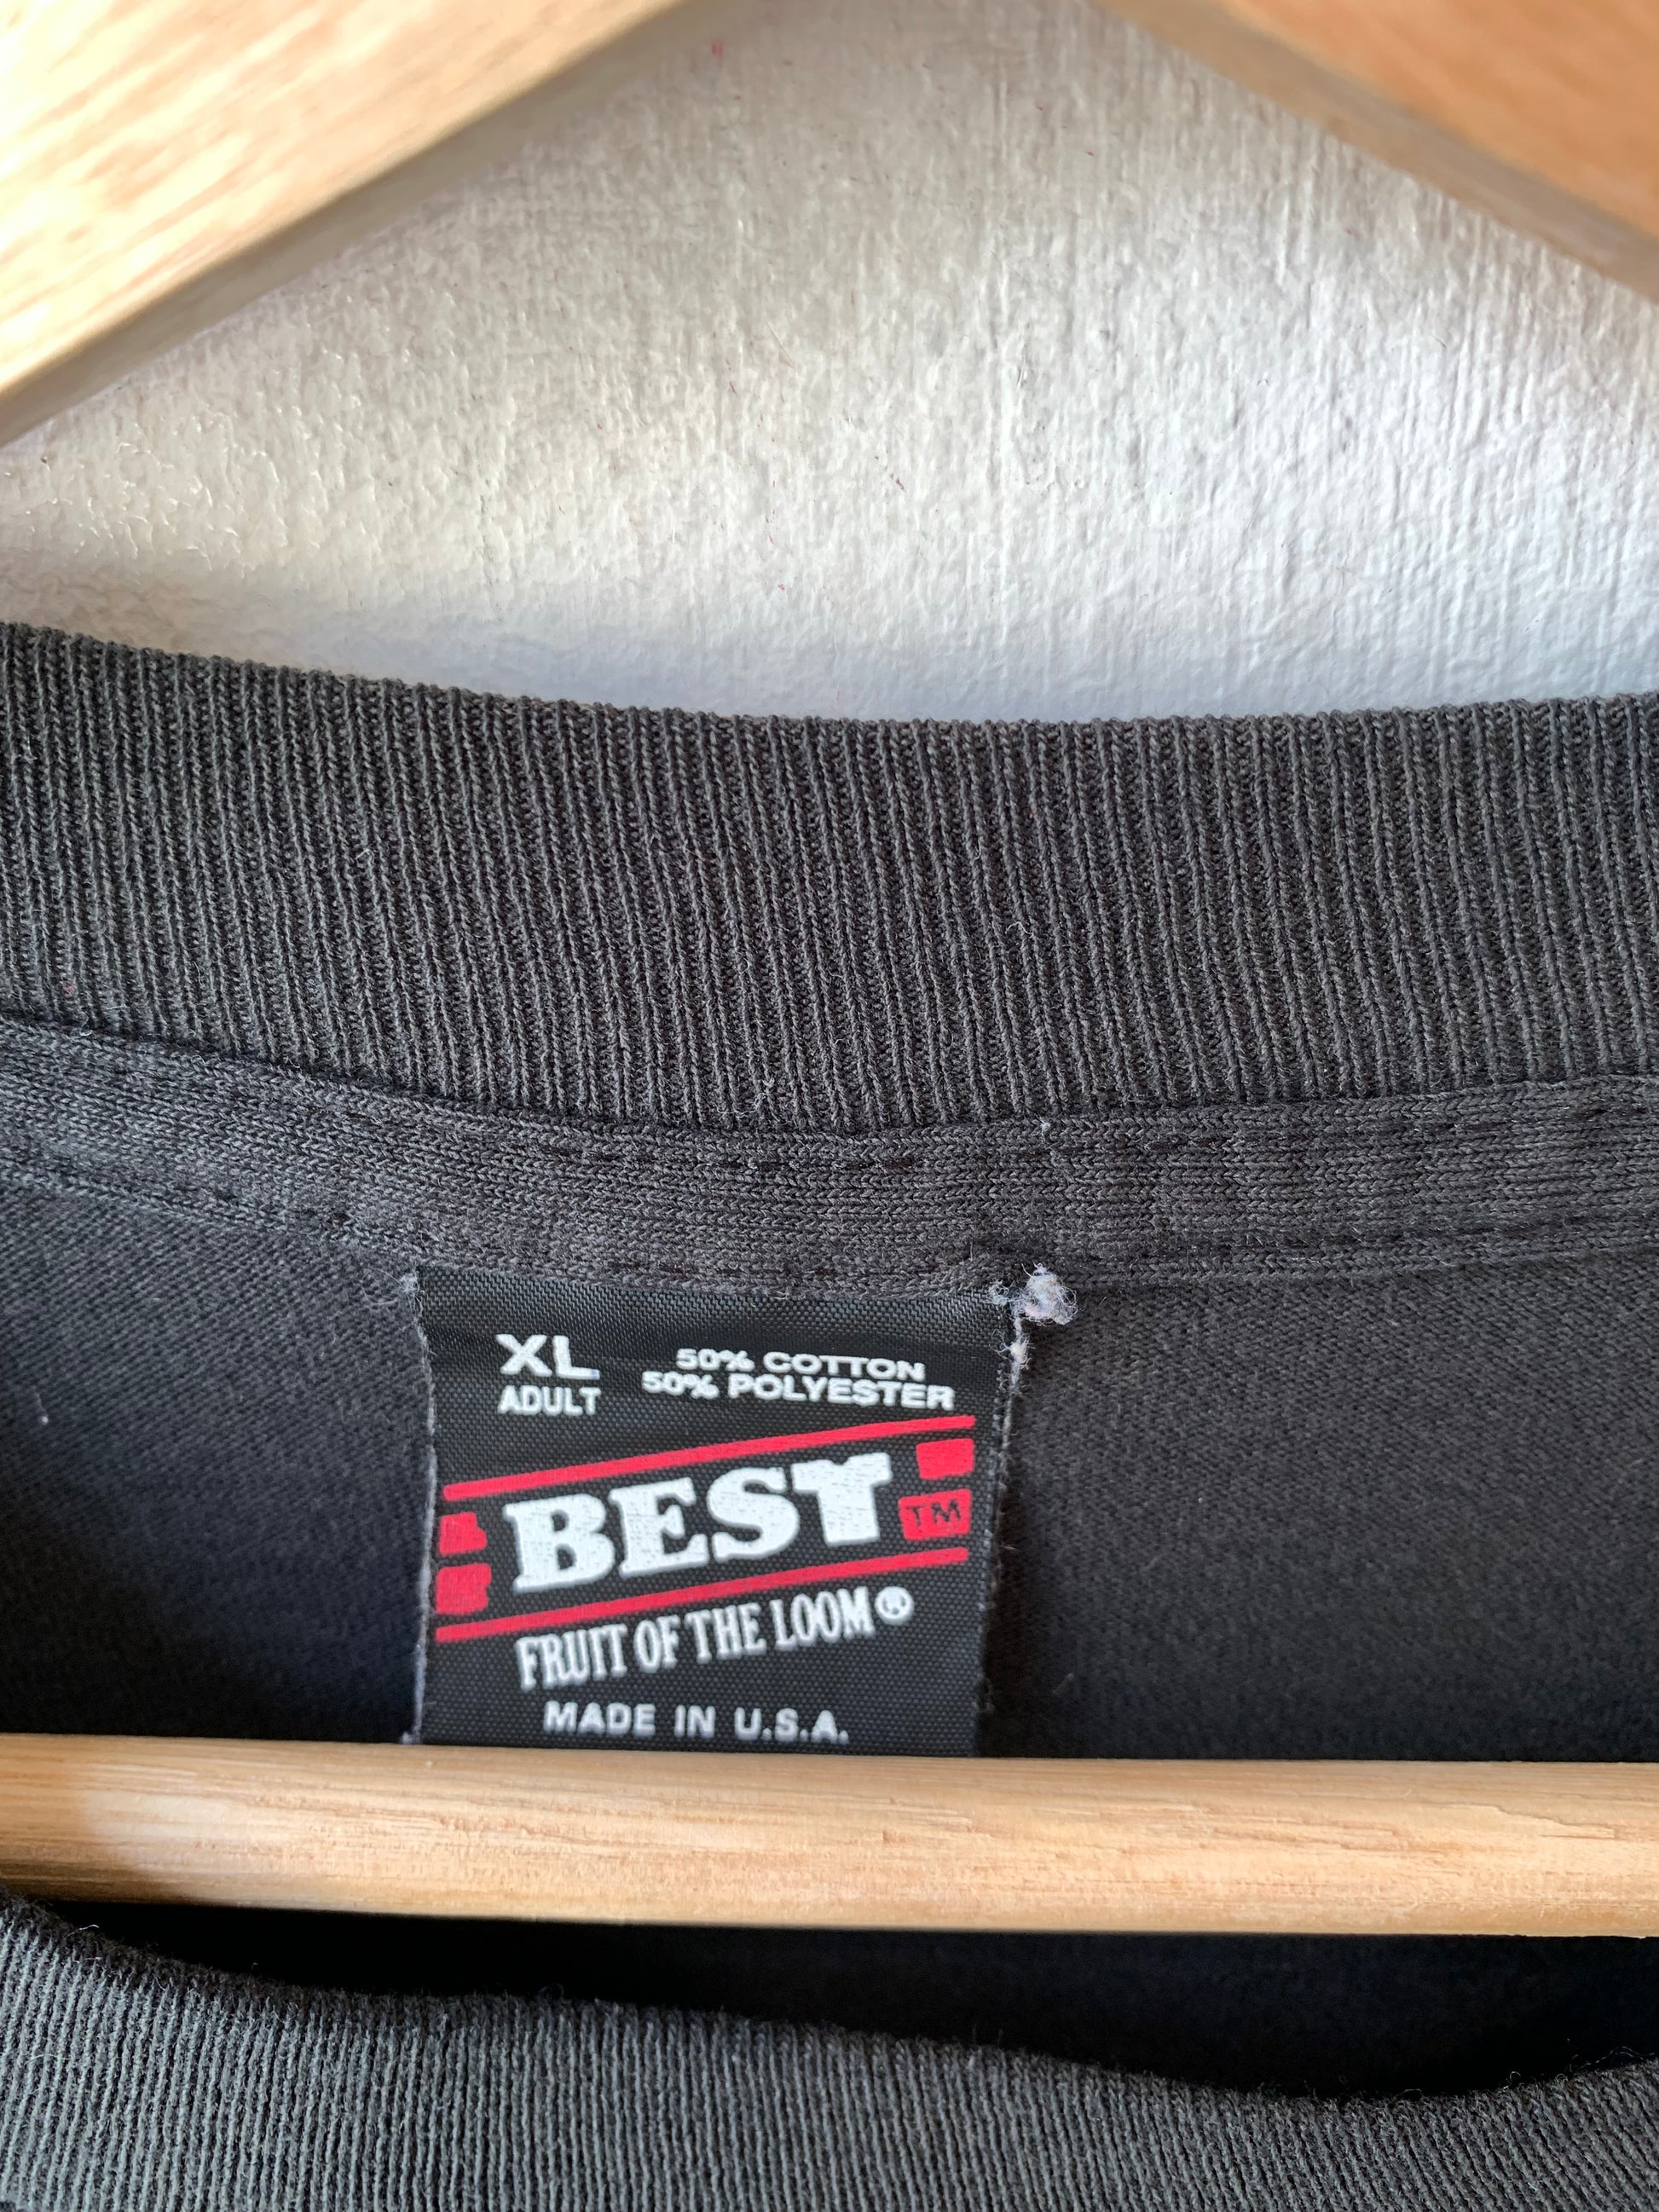 XL
ADULT
50% COTTON
50% POLYESTER
BEST
TM
FRUIT OF THE LOOM®
MADE IN U.S.A.